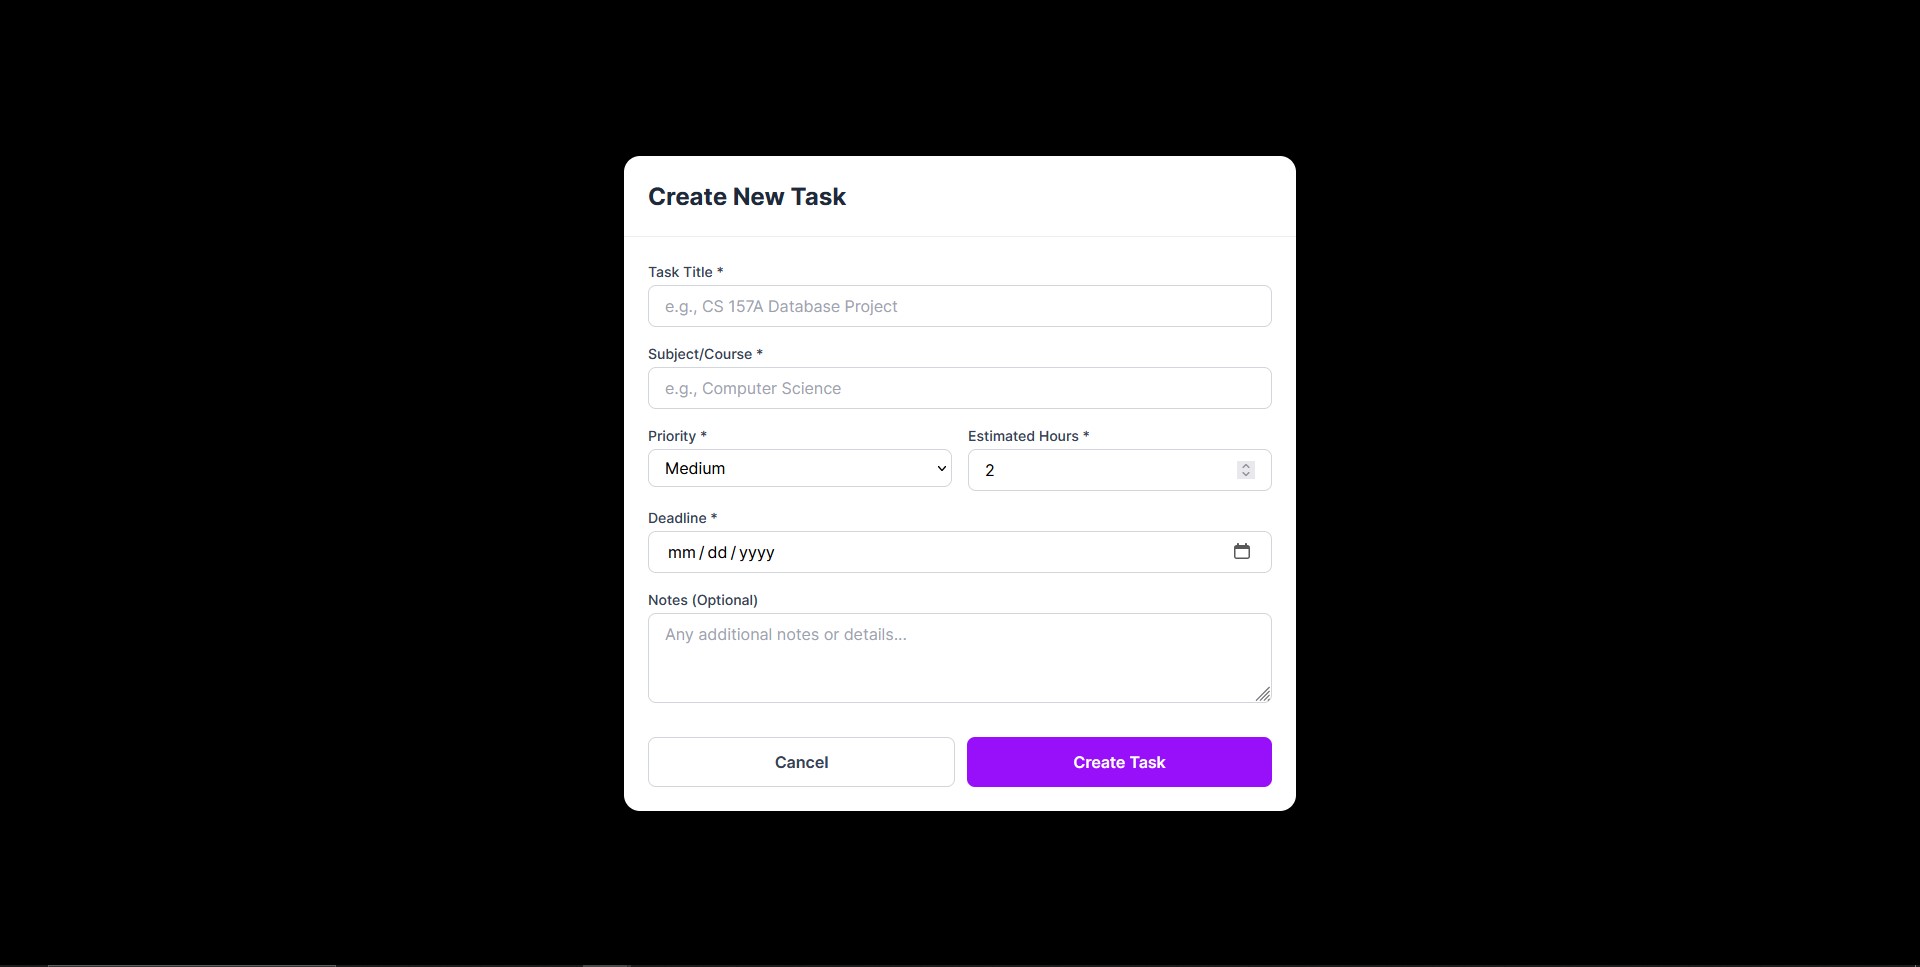 Create New Task
Task Title *
e.g., CS 157A Database Project
Subject/Course *
e.g., Computer Science
Priority *
Estimated Hours *
Medium
2
Deadline *
mm/dd/yyyy
Notes (Optional)
Any additional notes or details...
Cancel
Create Task